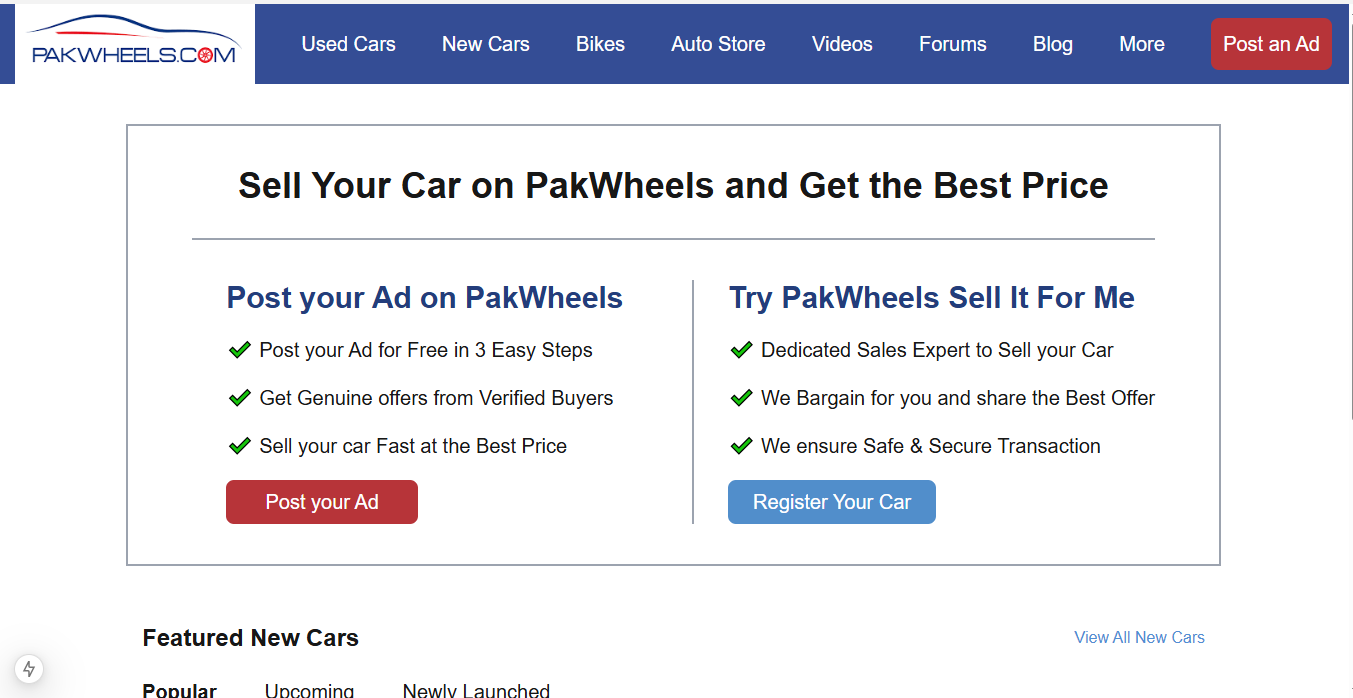 PAKWHEELS.COM
Used Cars New Cars Bikes Auto Store Videos Forums Blog More Post an Ad
Sell Your Car on PakWheels and Get the Best Price
Post your Ad on PakWheels
Post your Ad for Free in 3 Easy Steps
Get Genuine offers from Verified Buyers
Sell your car Fast at the Best Price
Post your Ad
Try PakWheels Sell It For Me
Dedicated Sales Expert to Sell your Car
We Bargain for you and share the Best Offer
We ensure Safe & Secure Transaction
Register Your Car
Featured New Cars
View All New Cars
Popular Upcoming Newly Launched